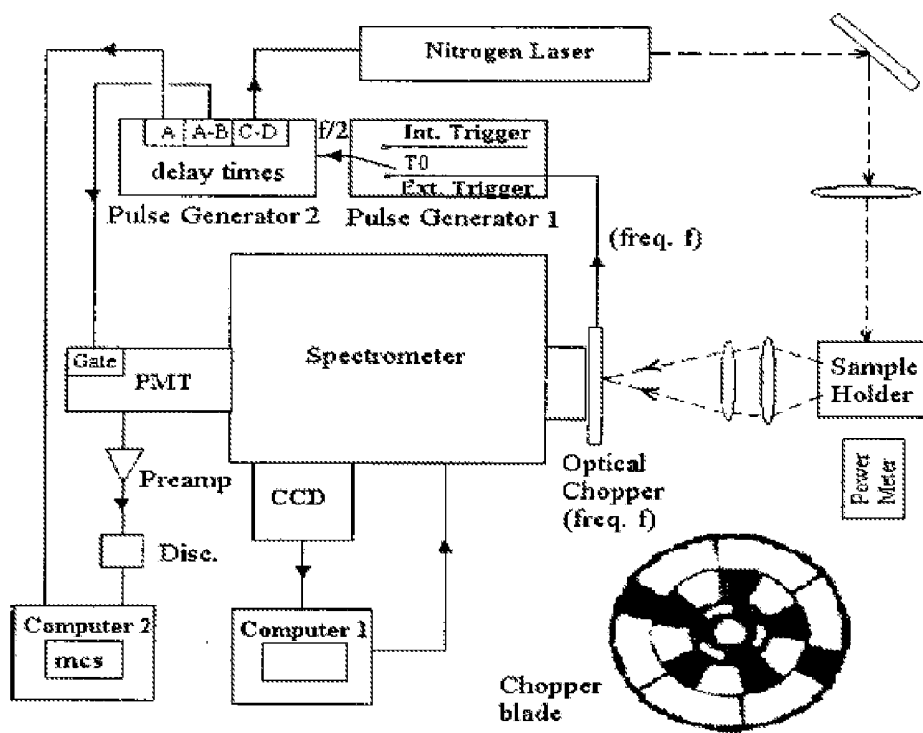 Nitrogen Laser
A A-B C-D
f/2
Int. Trigger
delay times
T0
Ext. Trigger
Pulse Generator 2
Pulse Generator 1
(freq. f)
Spectrometer
Gate
PMT
Sample
Holder
Preamp
CCD
Optical
Chopper
(freq. f)
Power
Meter
Disc.
Computer 2
mcs
Computer 1
Chopper
blade